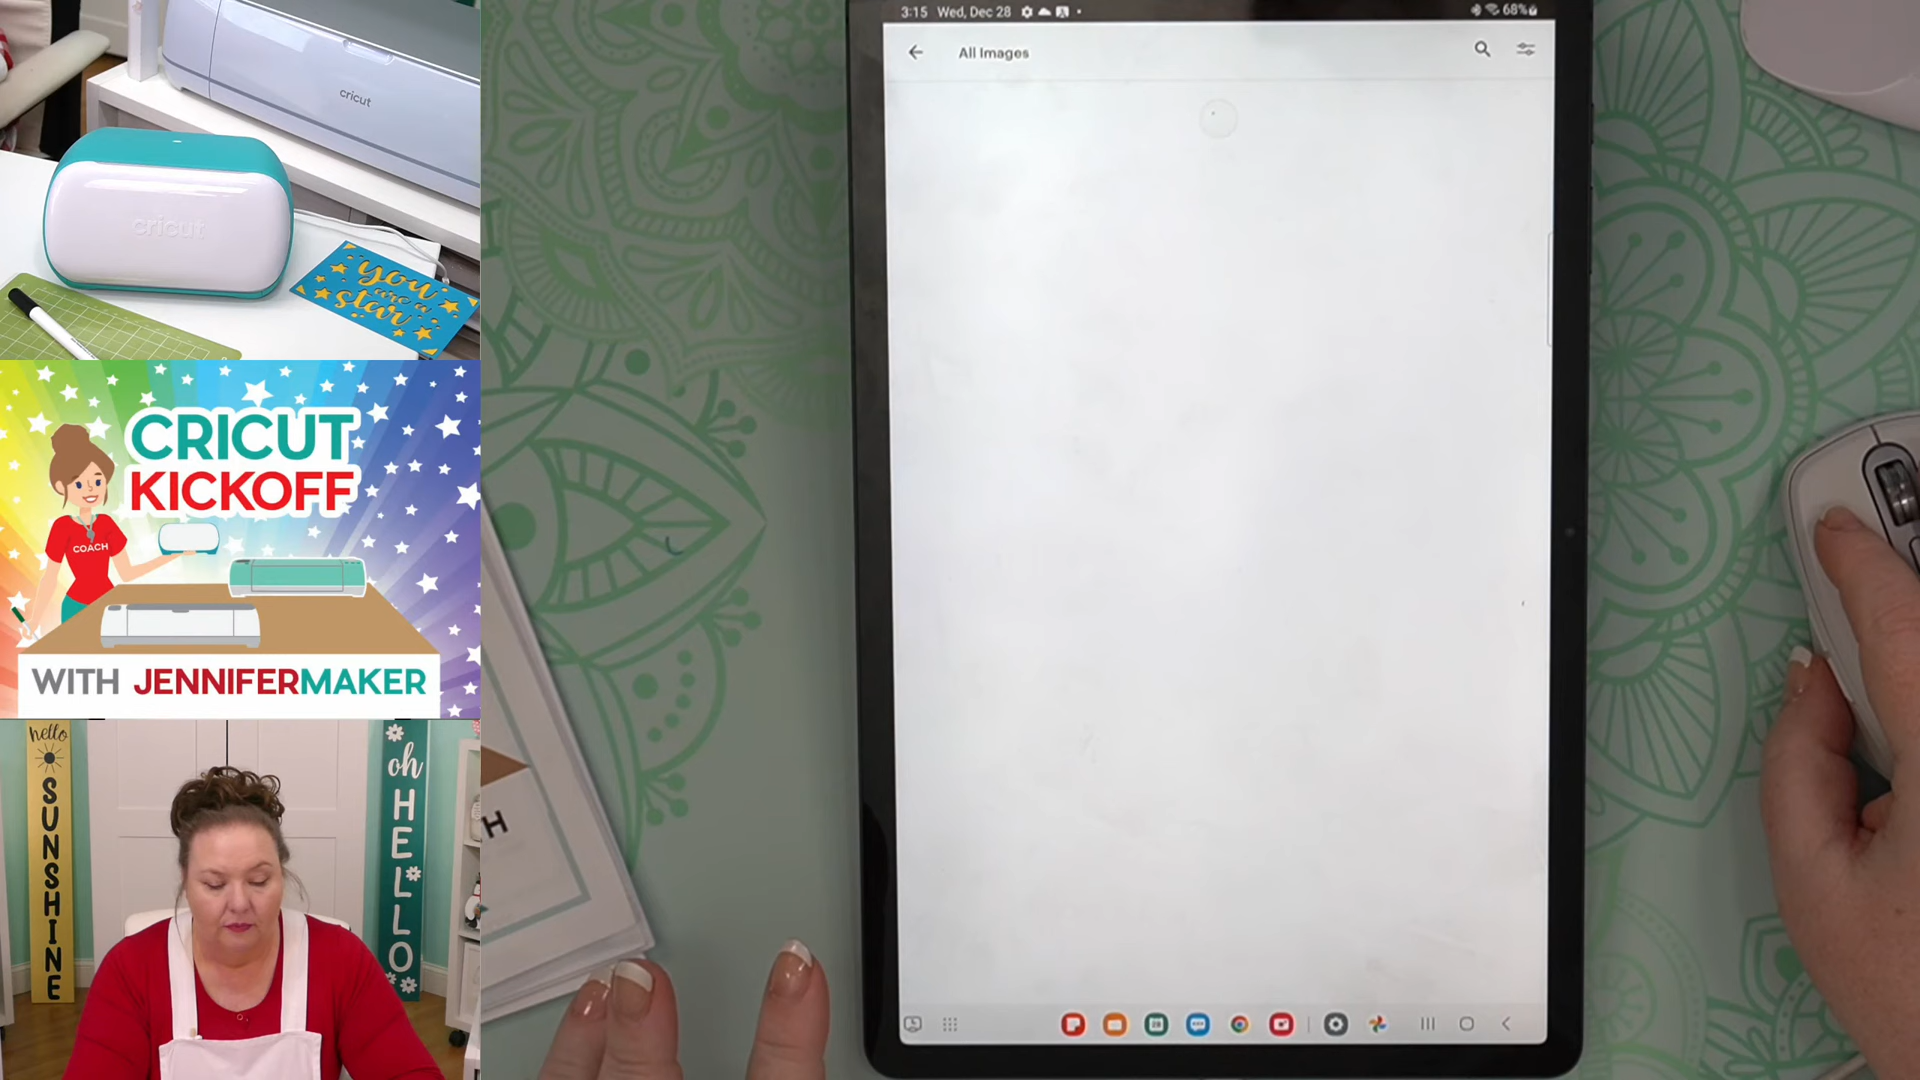 cricut
cricut
you
are a
star
CRICUT
KICKOFF
COACH
WITH JENNIFERMAKER
hello
SUNSHINE
oh
HELLO
H
3:15 Wed, Dec 28
68%
All Images